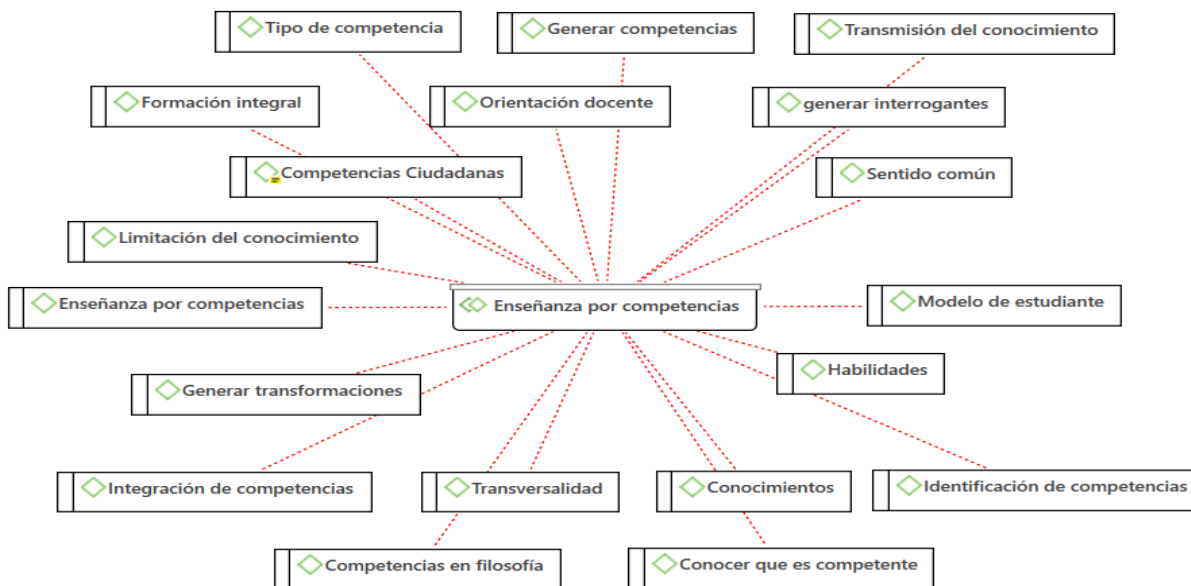 Tipo de competencia
Generar competencias
Transmisión del conocimiento
Formación integral
Orientación docente
generar interrogantes
Competencias Ciudadanas
Sentido común
Limitación del conocimiento
Enseñanza por competencias
Enseñanza por competencias
Modelo de estudiante
Generar transformaciones
Habilidades
Integración de competencias
Transversalidad
Conocimientos
Identificación de competencias
Competencias en filosofía
Conocer que es competente